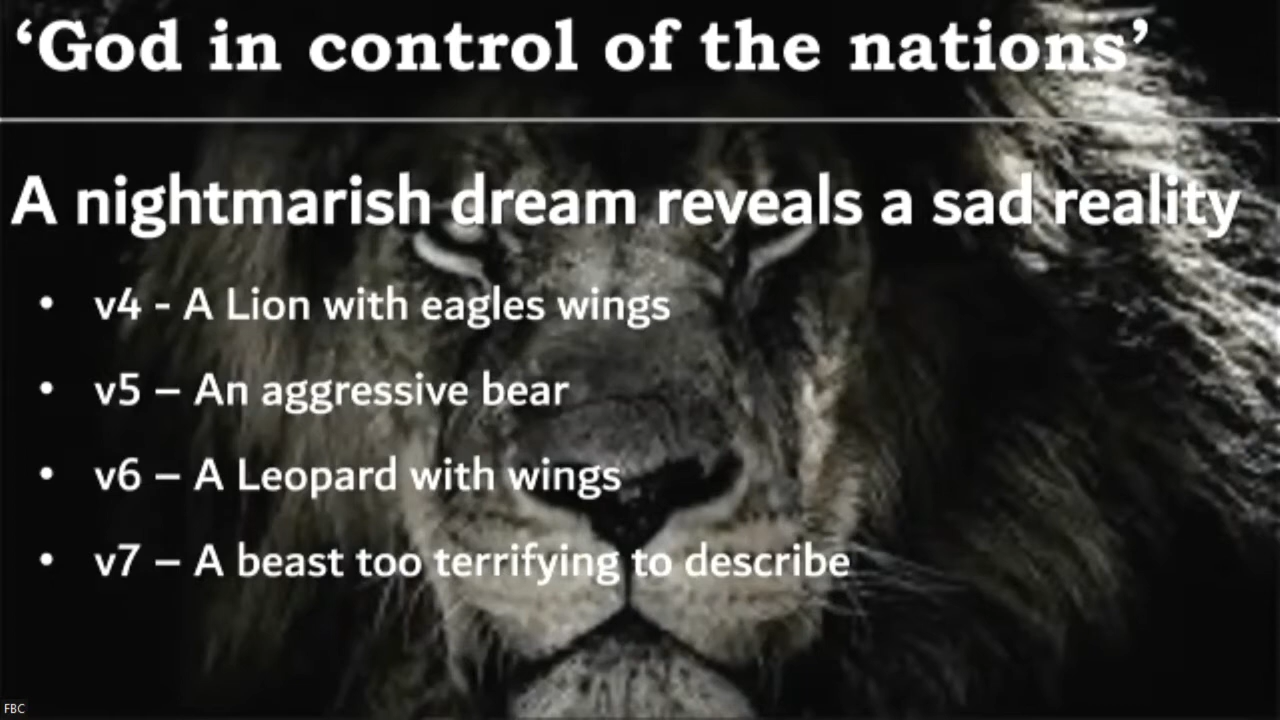 ‘God in control of the nations’
A nightmarish dream reveals a sad reality
• v4 - A Lion with eagles wings
• v5 – An aggressive bear
• v6 – A Leopard with wings
• v7 – A beast too terrifying to describe
FBC